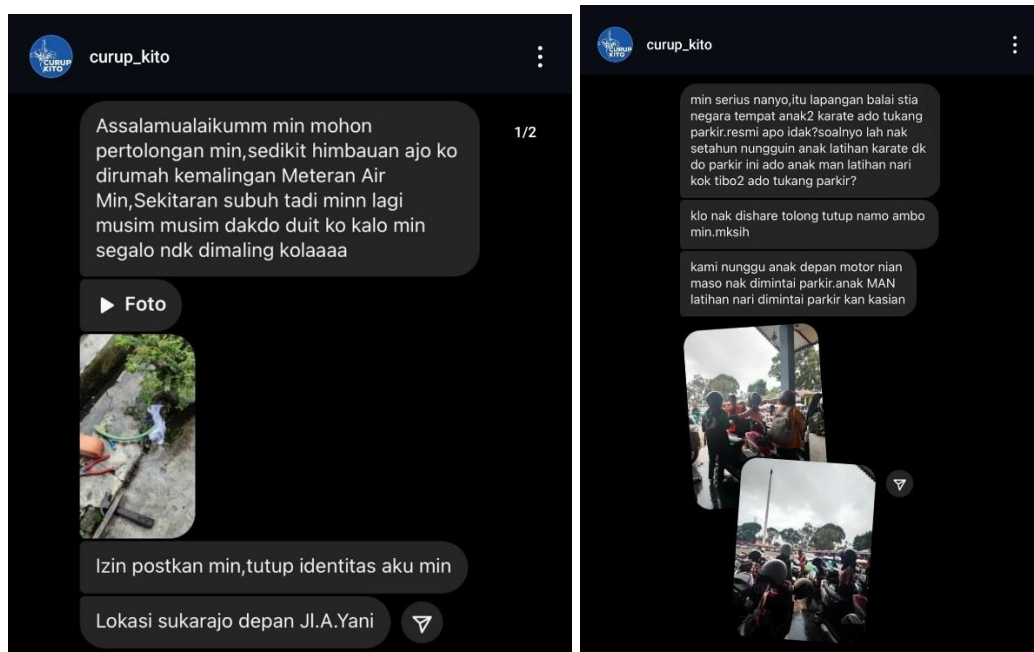 curup_kito
Assalamualaikumm min mohon
pertolongan min,sedikit himbauan ajo ko
dirumah kemalingan Meteran Air
Min,Sekitaran subuh tadi minn lagi
musim musim dakdo duit ko kalo min
segalo ndk dimaling kolaaaa
1/2
Foto
Izin postkan min,tutup identitas aku min
Lokasi sukarajo depan Jl.A.Yani
curup_kito
min serius nanyo,itu lapangan balai stia
negara tempat anak2 karate ado tukang
parkir.resmi apo idak?soalnyo lah nak
setahun nungguin anak latihan karate dk
do parkir ini ado anak man latihan nari
kok tibo2 ado tukang parkir?
klo nak dishare tolong tutup namo ambo
min.mksih
kami nunggu anak depan motor nian
maso nak dimintai parkir.anak MAN
latihan nari dimintai parkir kan kasian
CURUP
KITO
CURUP
KITO